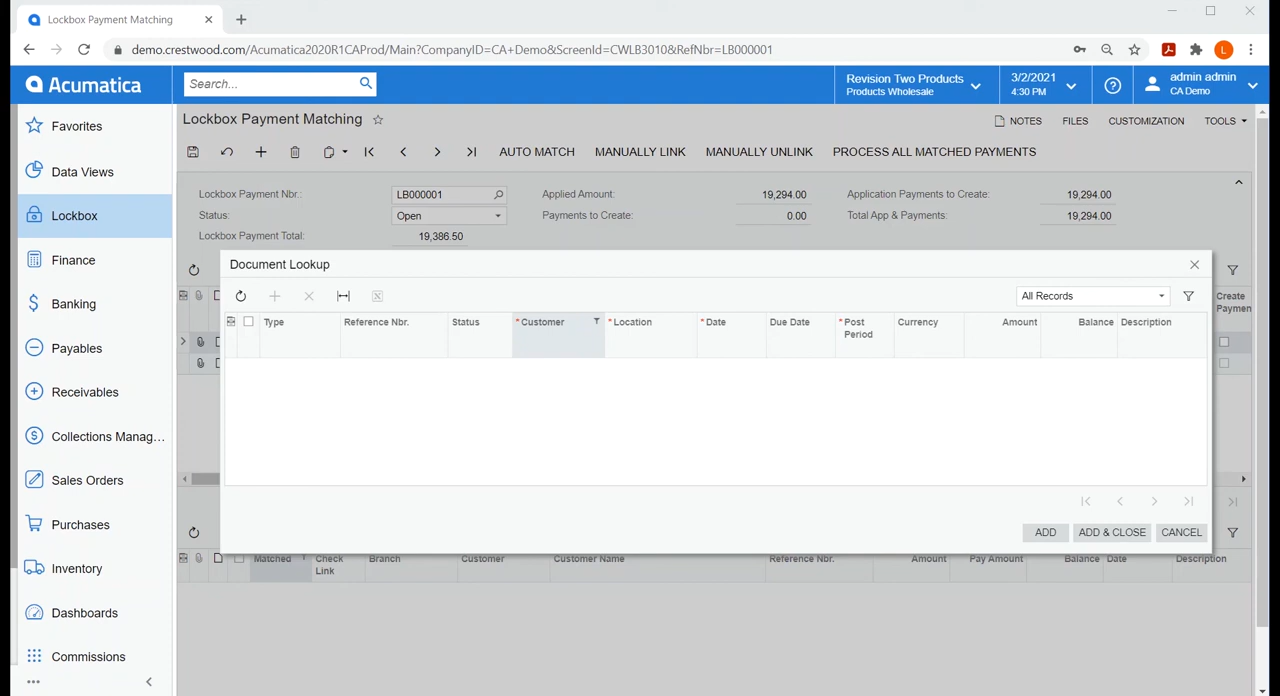 Lockbox Payment Matching
demo.crestwood.com/Acumatica2020R1CAProd/Main?CompanyID=CA+Demo&ScreenId=CWLB3010&RefNbr=LB000001
L
Acumatica
Search...
Revision Two Products
Products Wholesale
3/2/2021
4:30 PM
admin admin
CA Demo
Favorites
Data Views
Lockbox
Finance
Banking
Payables
Receivables
Collections Manag...
Sales Orders
Purchases
Inventory
Dashboards
Commissions
Lockbox Payment Matching
NOTES FILES CUSTOMIZATION TOOLS
AUTO MATCH MANUALLY LINK MANUALLY UNLINK PROCESS ALL MATCHED PAYMENTS
Lockbox Payment Nbr.: LB000001 Applied Amount: 19,294.00 Application Payments to Create: 19,294.00
Status: Open Payments to Create: 0.00 Total App & Payments: 19,294.00
Lockbox Payment Total: 19,386.50
Create
Paymen
Document Lookup
All Records
Type Reference Nbr. Status * Customer * Location * Date Due Date * Post Period Currency Amount Balance Description
ADD ADD & CLOSE CANCEL
Matched Check Link Branch Customer Customer Name Reference Nbr. Amount Pay Amount Balance Date Description